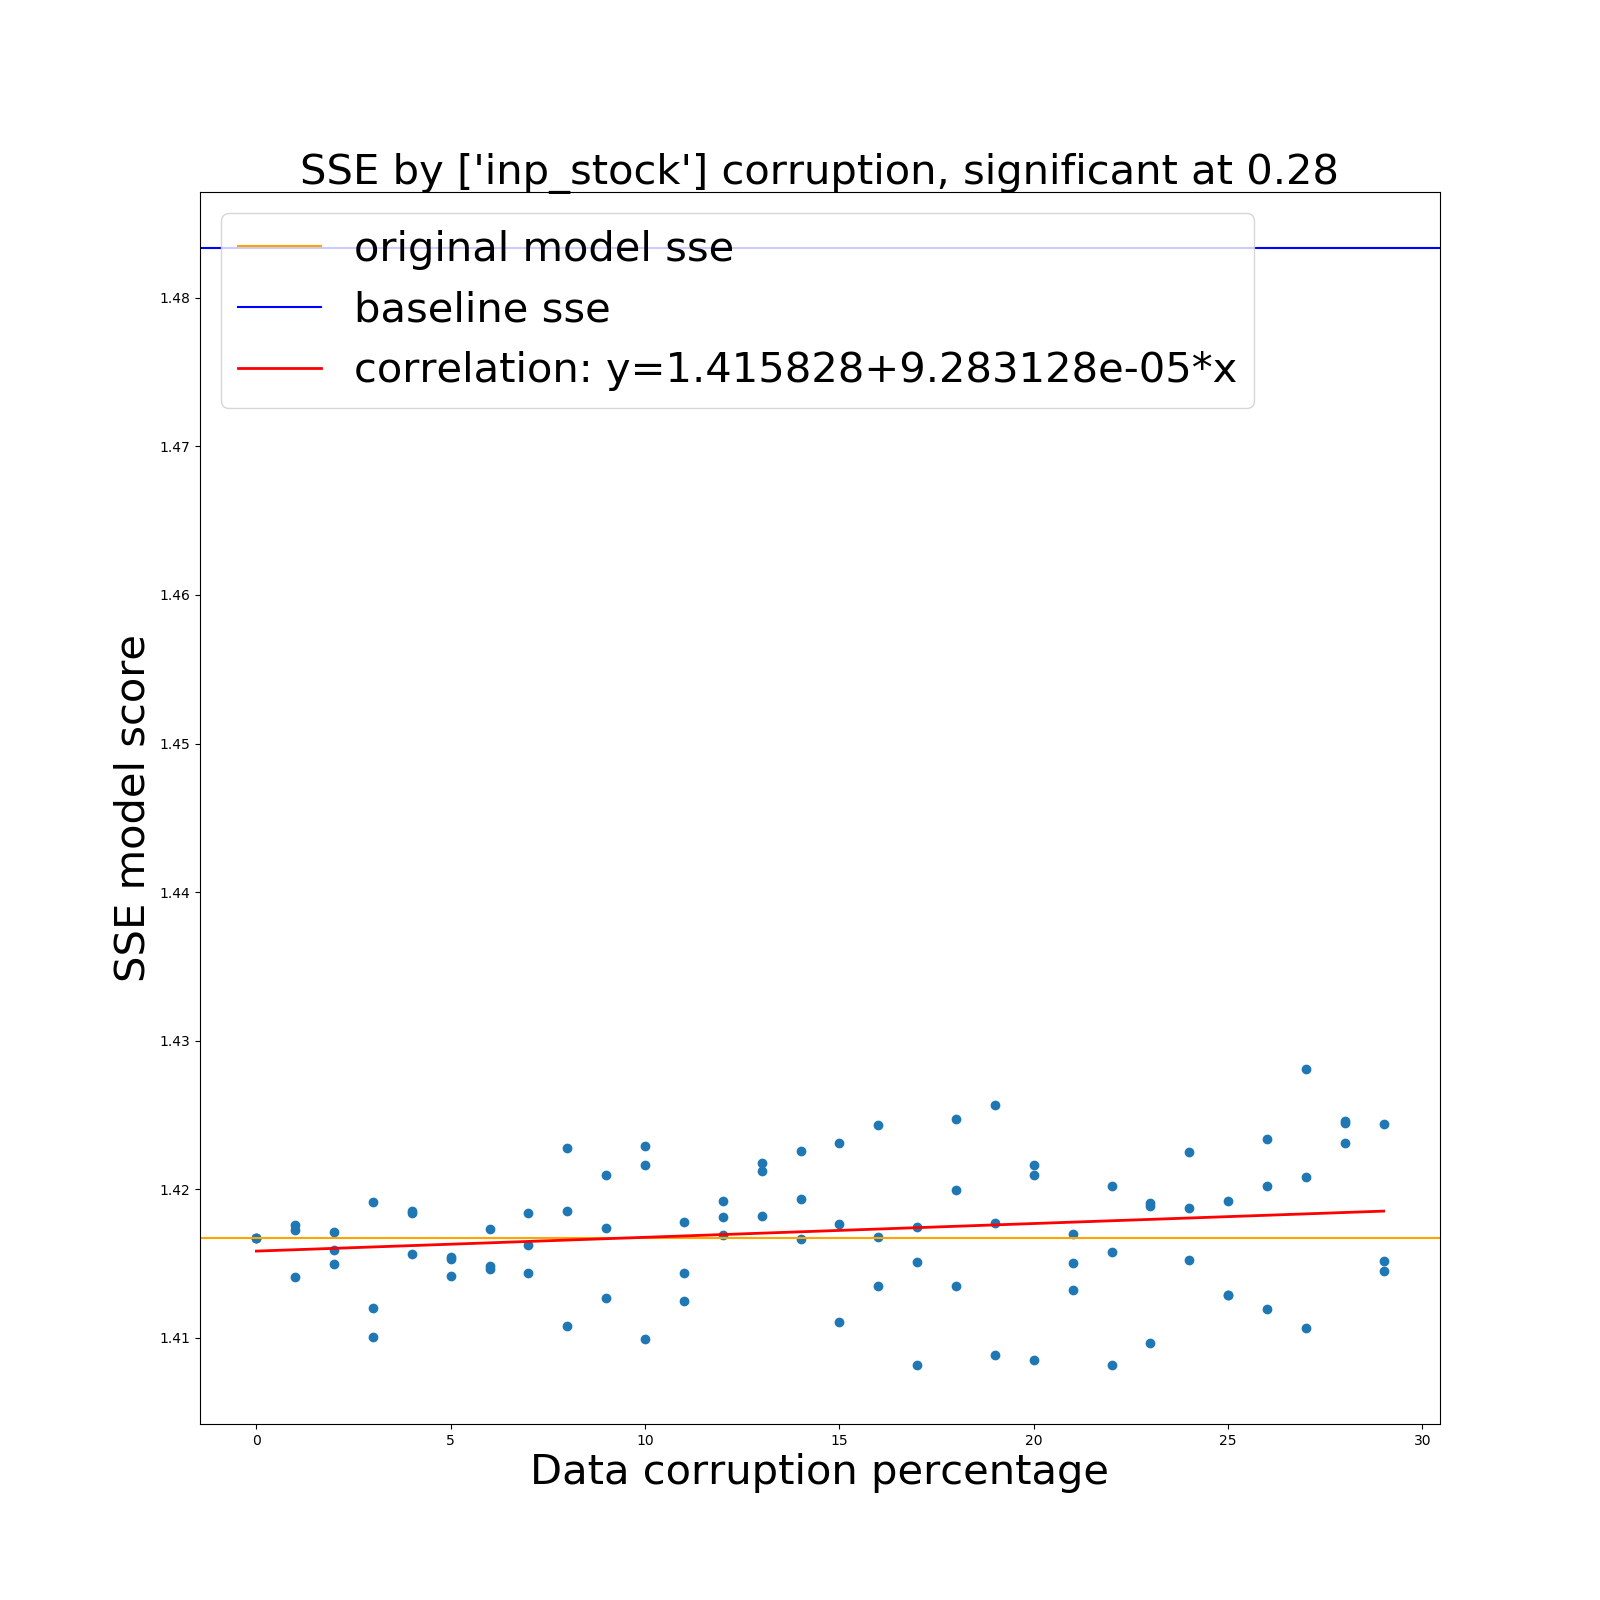 SSE by ['inp_stock'] corruption, significant at 0.28
original model sse
baseline sse
correlation: y=1.415828+9.283128e-05*x
SSE model score
1.48
1.47
1.46
1.45
1.44
1.43
1.42
1.41
0 5 10 15 20 25 30
Data corruption percentage